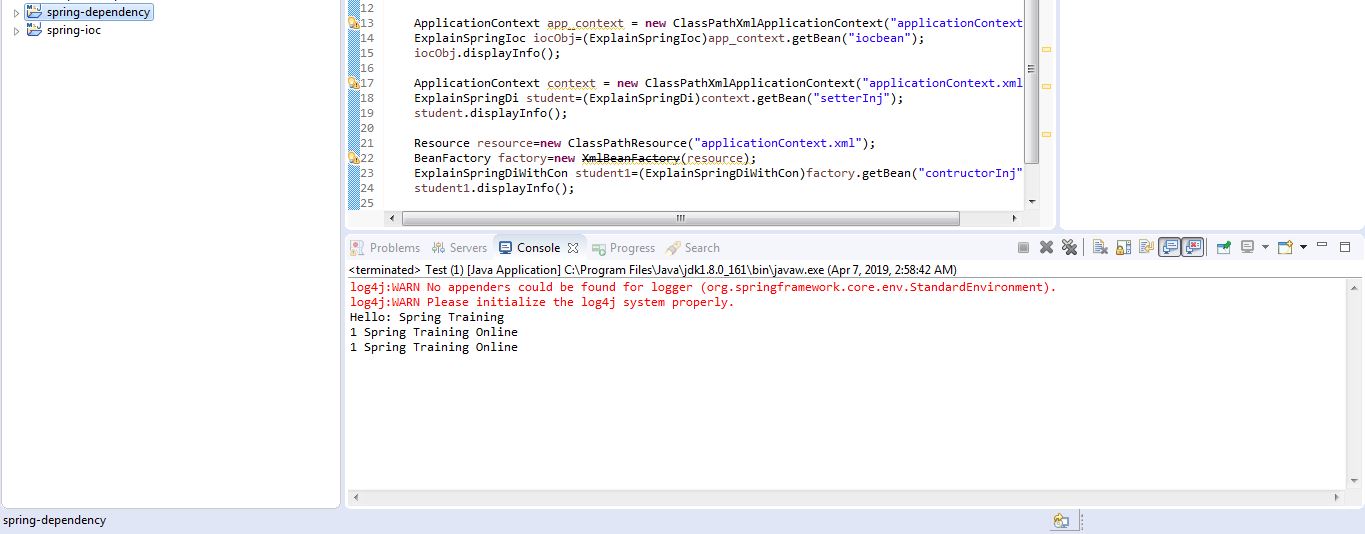 spring-dependency
spring-ioc
12
13 ApplicationContext app_context = new ClassPathXmlApplicationContext("applicationContext
14 ExplainSpringIoc iocObj=(ExplainSpringIoc)app_context.getBean("iocbean");
15 iocObj.displayInfo();
16
17 ApplicationContext context = new ClassPathXmlApplicationContext("applicationContext.xml
18 ExplainSpringDi student=(ExplainSpringDi)context.getBean("setterInj");
19 student.displayInfo();
20
21 Resource resource=new ClassPathResource("applicationContext.xml");
22 BeanFactory factory=new XmlBeanFactory(resource);
23 ExplainSpringDiWithCon student1=(ExplainSpringDiWithCon)factory.getBean("contructorInj"
24 student1.displayInfo();
25
Problems Servers Console Progress Search
<terminated> Test (1) [Java Application] C:\Program Files\Java\jdk1.8.0_161\bin\javaw.exe (Apr 7, 2019, 2:58:42 AM)
log4j:WARN No appenders could be found for logger (org.springframework.core.env.StandardEnvironment).
log4j:WARN Please initialize the log4j system properly.
Hello: Spring Training
1 Spring Training Online
1 Spring Training Online
spring-dependency